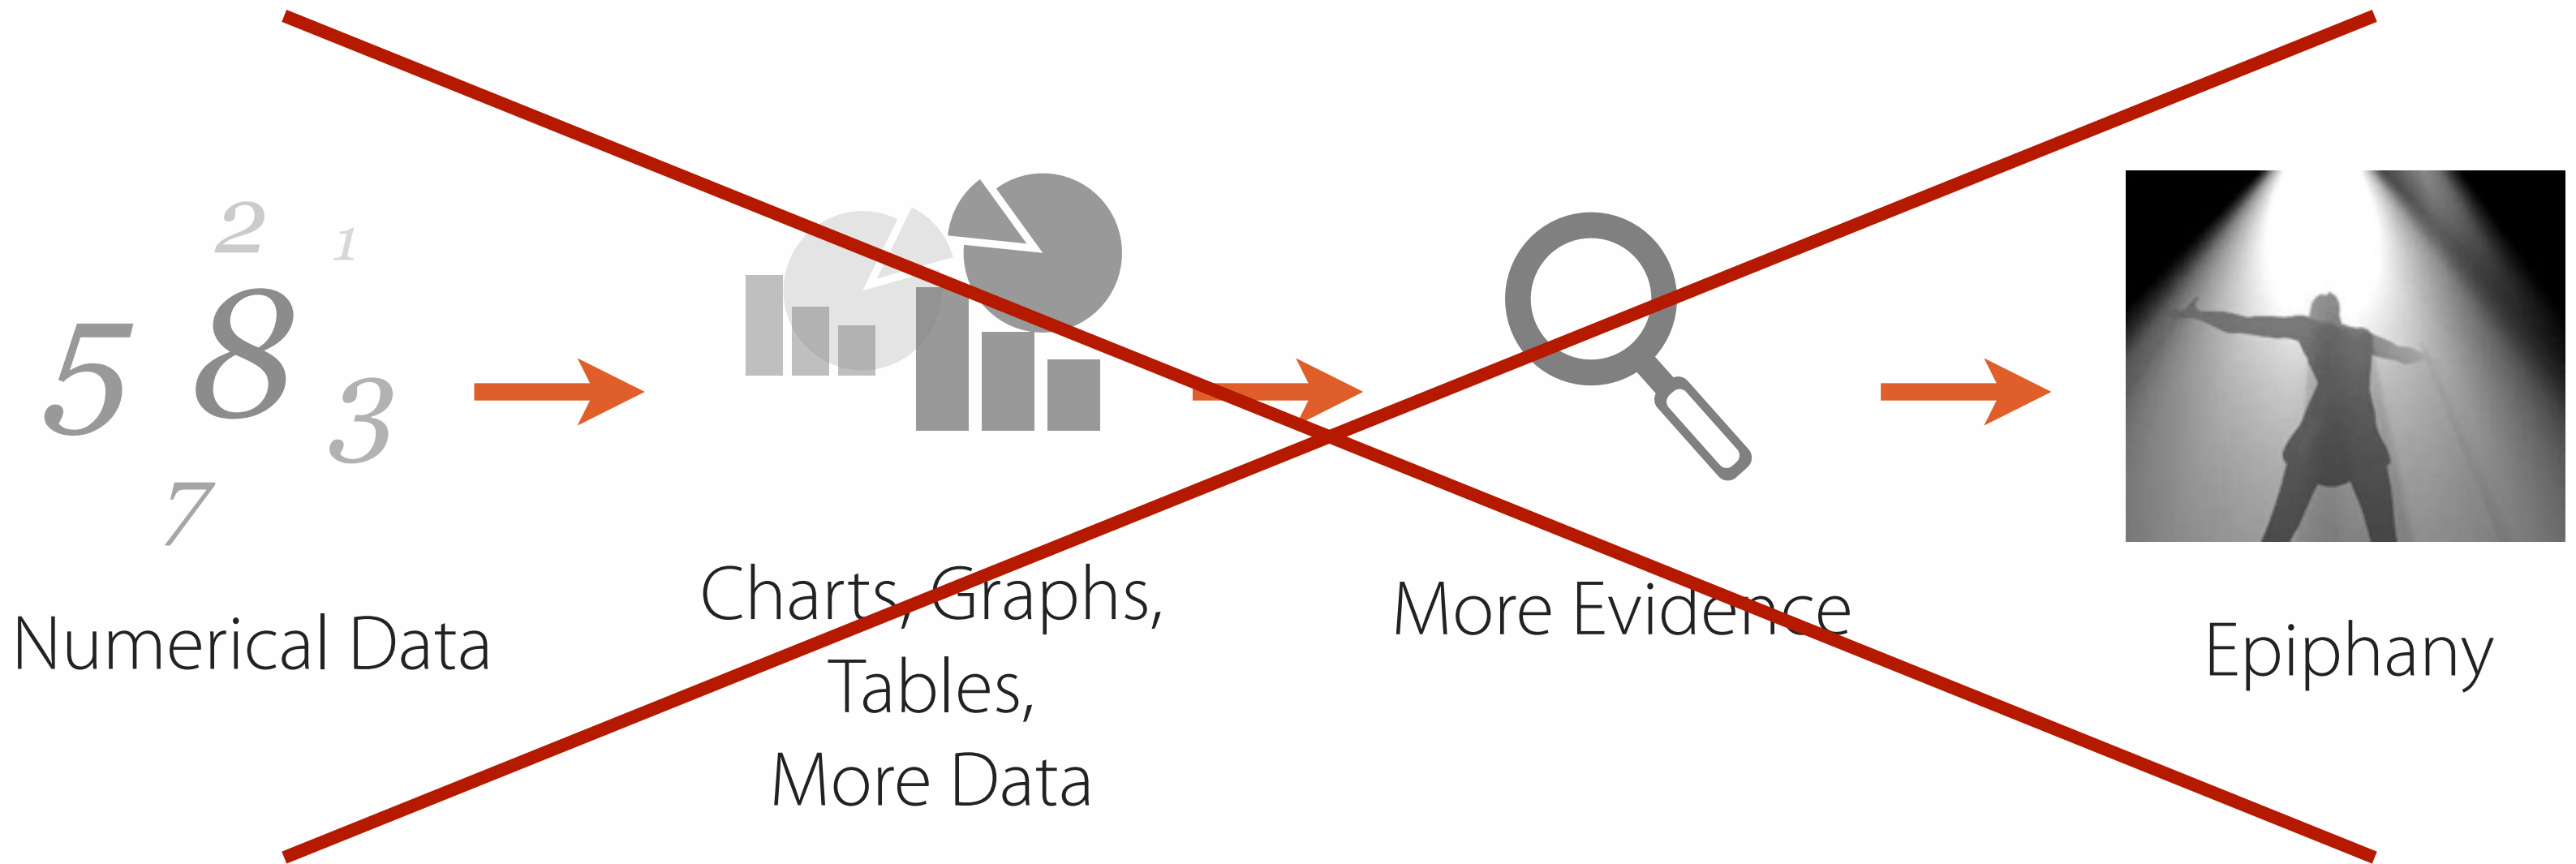 2
1
5 8
3
7
Numerical Data
Charts, Graphs,
Tables,
More Data
More Evidence
Epiphany